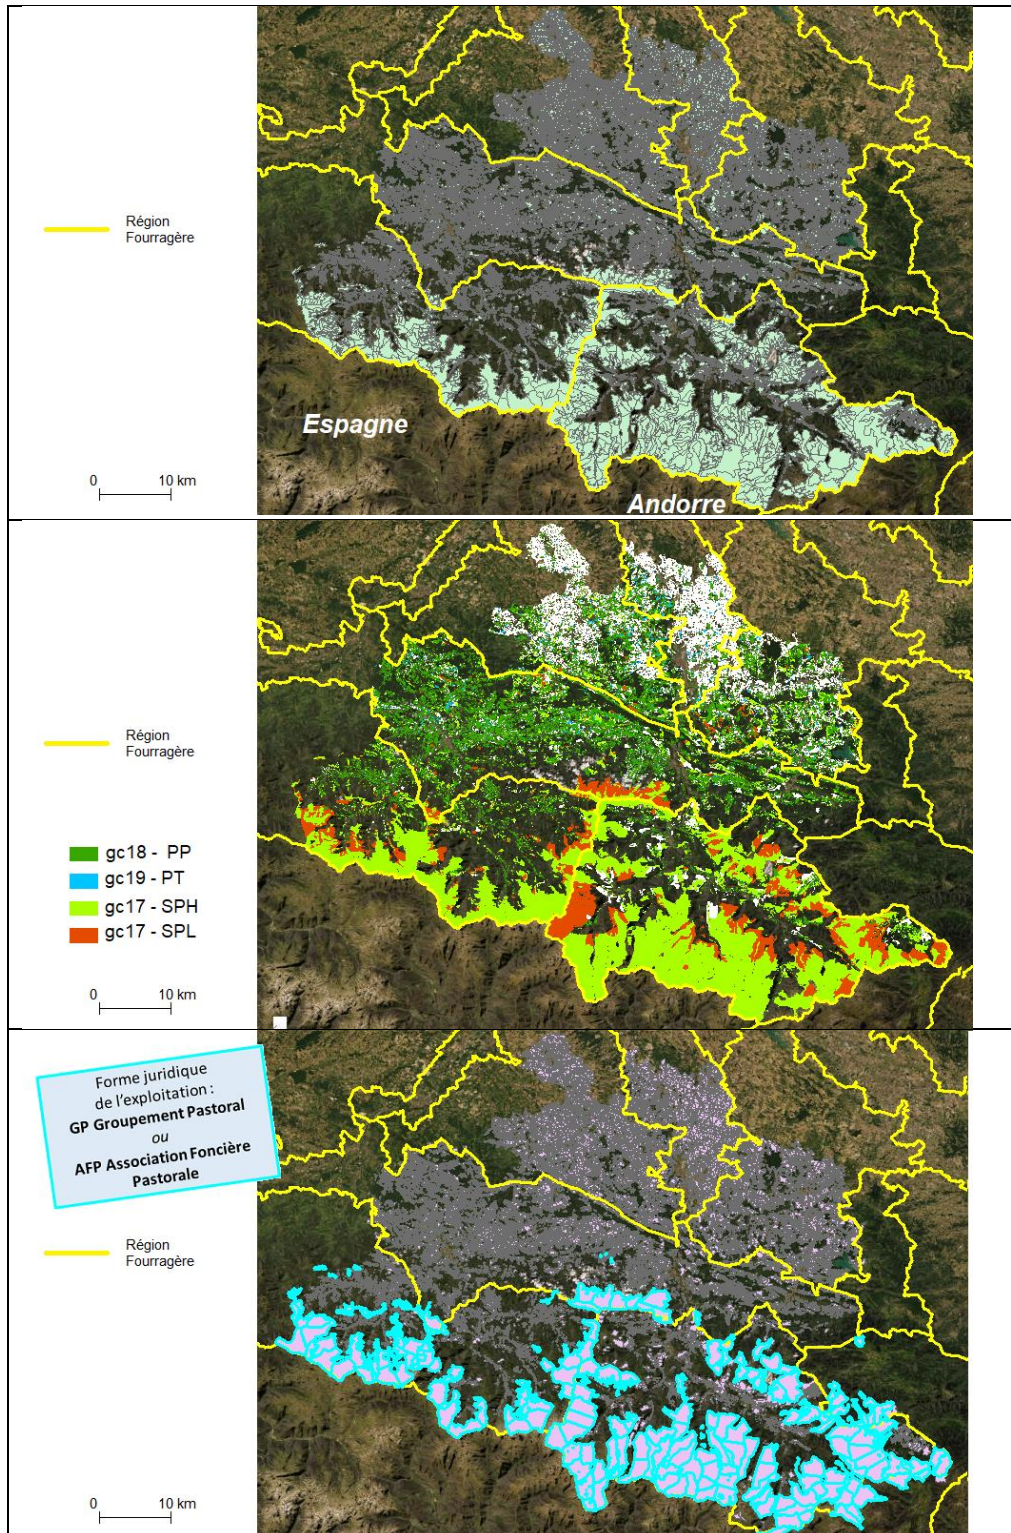 Région
Fourragère
Espagne
0 10 km
Andorre
Région
Fourragère
gc18 - PP
gc19 - PT
gc17 - SPH
gc17 - SPL
0 10 km
Forme juridique
de l'exploitation :
GP Groupement Pastoral
ou
AFP Association Foncière
Pastorale
Région
Fourragère
0 10 km